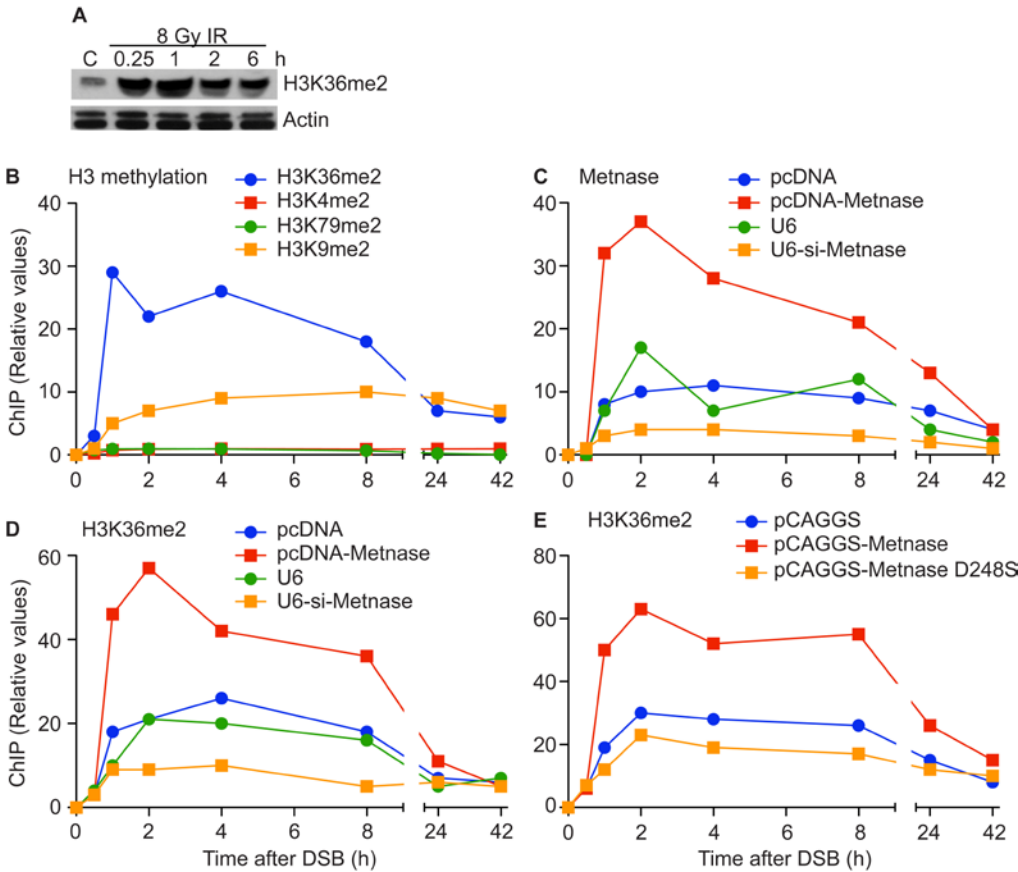 A
8 Gy IR
C 0.25 1 2 6 h
H3K36me2
Actin
B H3 methylation
H3K36me2
H3K4me2
H3K79me2
H3K9me2
ChIP (Relative values)
40
30
20
10
0
0 2 4 6 8 24 42
C Metnase
pcDNA
pcDNA-Metnase
U6
U6-si-Metnase
40
30
20
10
0
0 2 4 6 8 24 42
D H3K36me2
pcDNA
pcDNA-Metnase
U6
U6-si-Metnase
ChIP (Relative values)
60
40
20
0
0 2 4 6 8 24 42
Time after DSB (h)
E H3K36me2
pCAGGS
pCAGGS-Metnase
pCAGGS-Metnase D248S
80
60
40
20
0
0 2 4 6 8 24 42
Time after DSB (h)